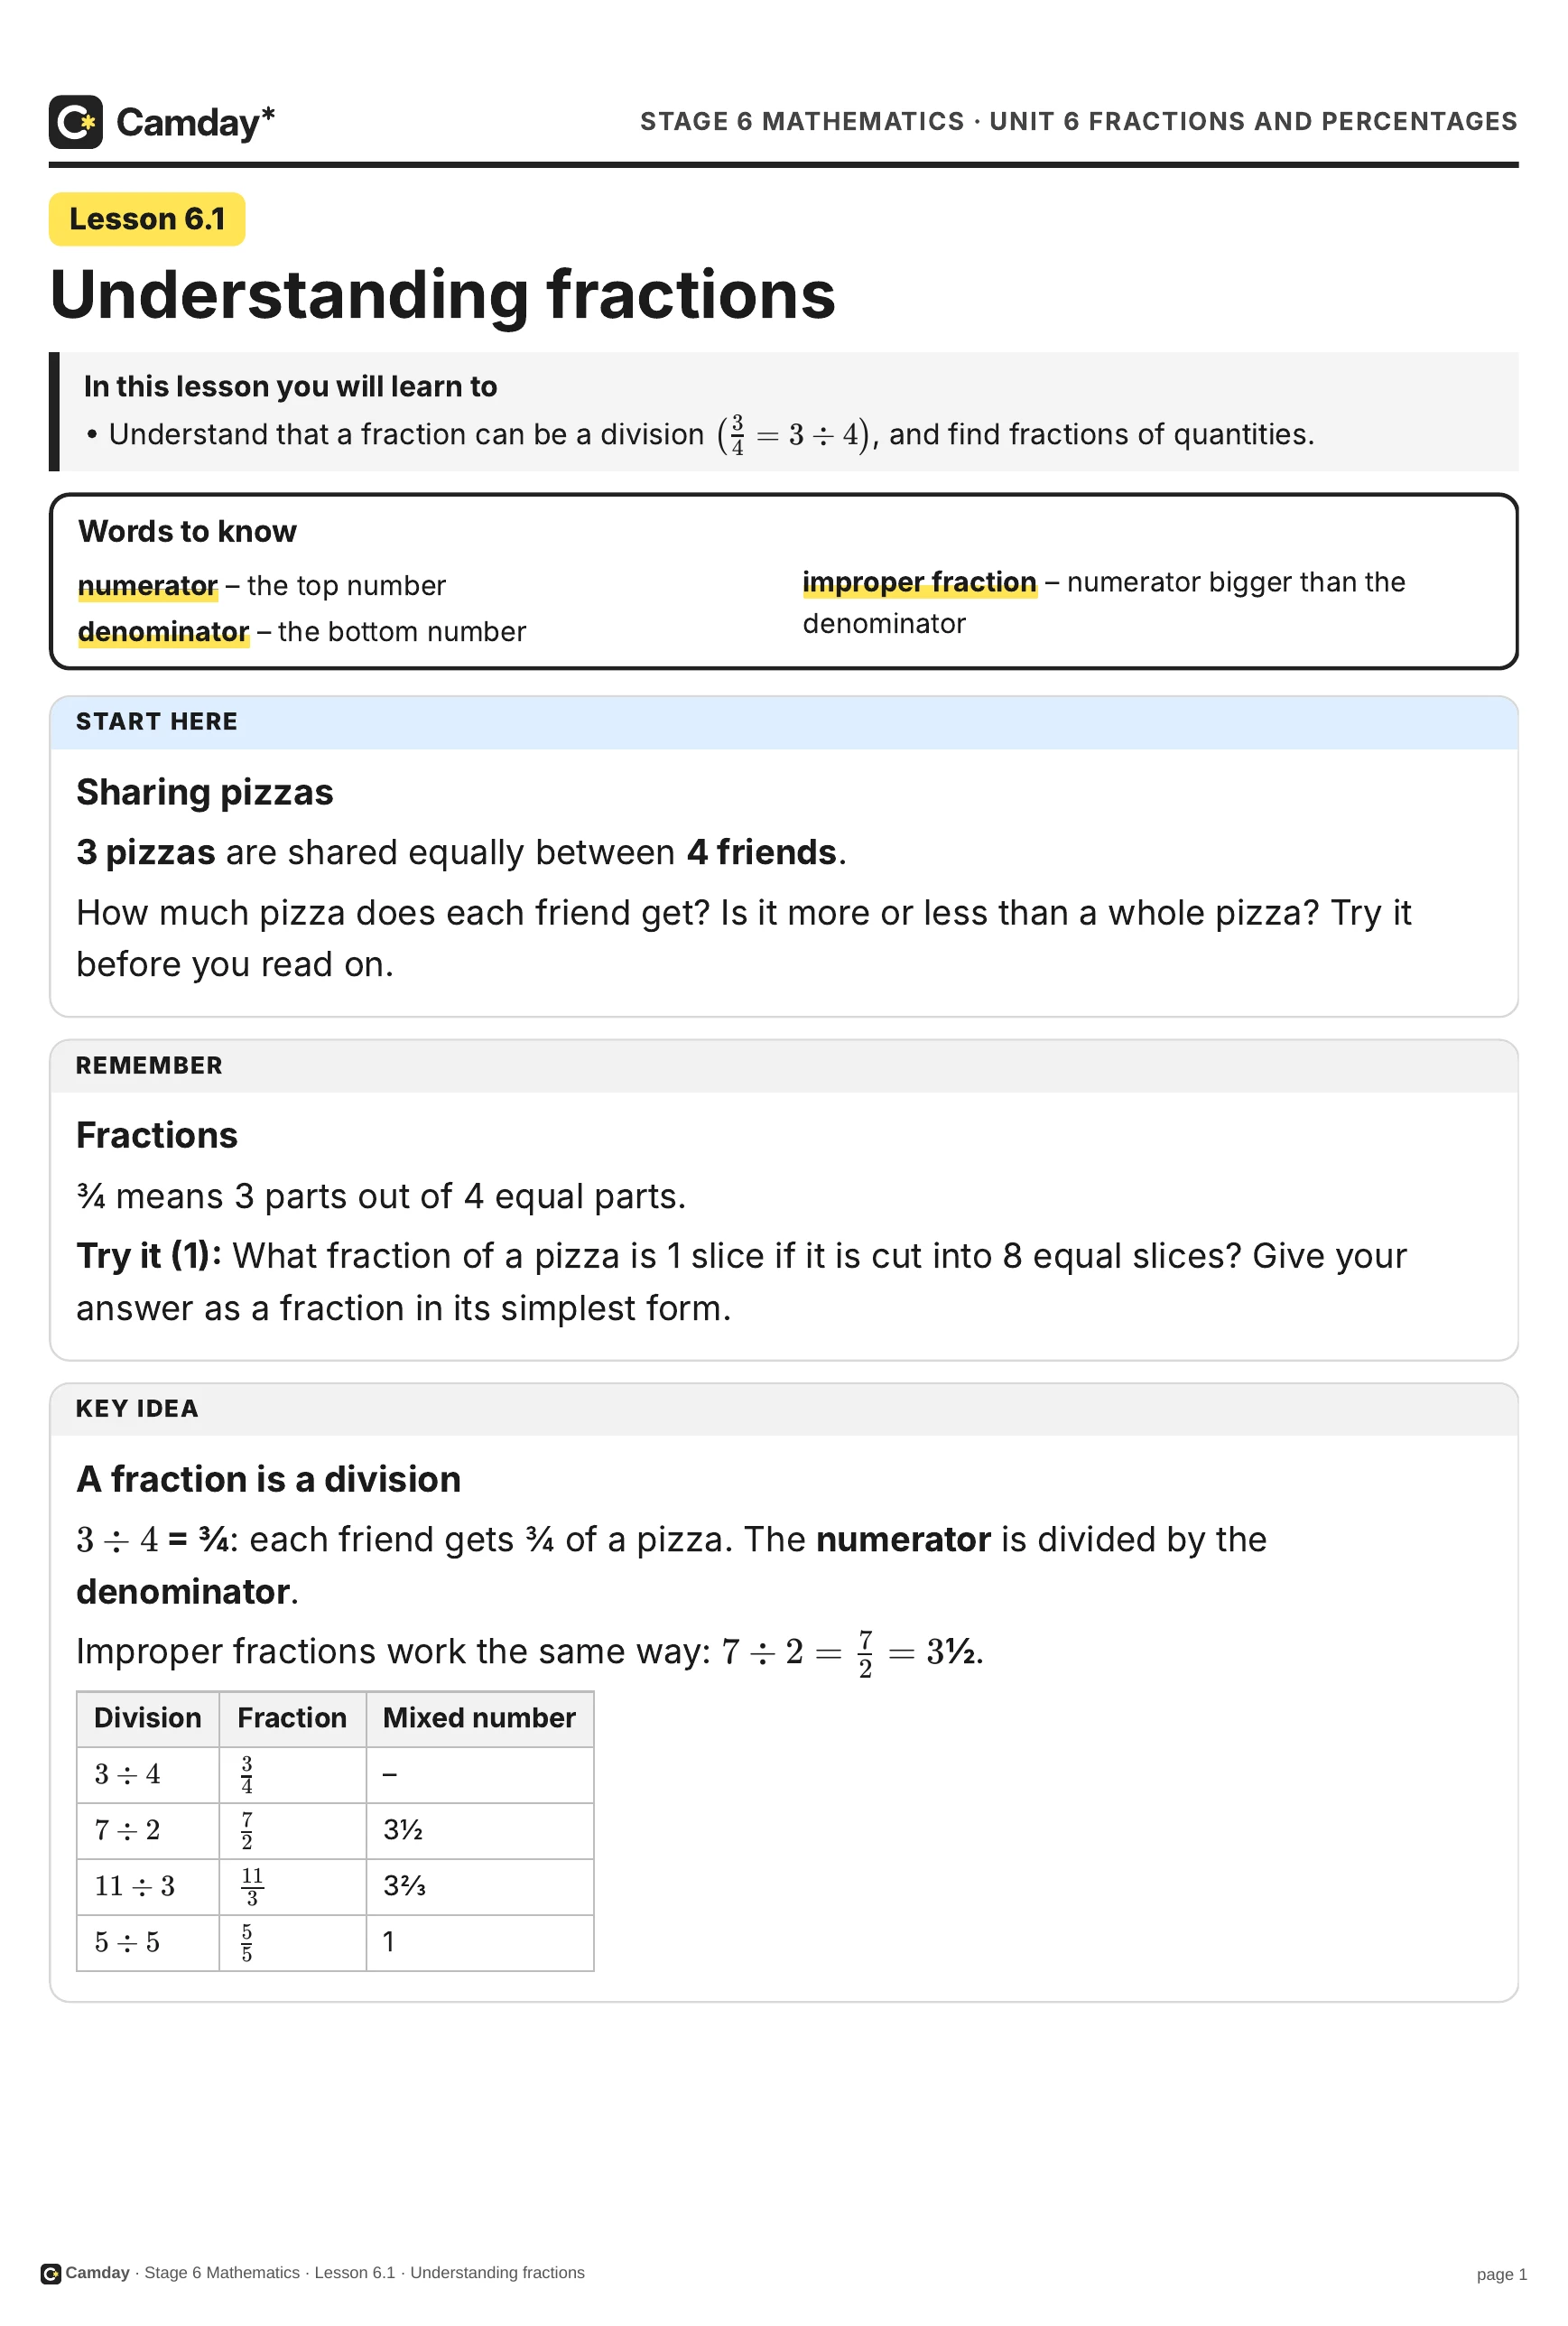 Camday*
STAGE 6 MATHEMATICS · UNIT 6 FRACTIONS AND PERCENTAGES
Lesson 6.1
Understanding fractions
In this lesson you will learn to
• Understand that a fraction can be a division (3/4 = 3 ÷ 4), and find fractions of quantities.
Words to know
numerator – the top number
denominator – the bottom number
improper fraction – numerator bigger than the
denominator
START HERE
Sharing pizzas
3 pizzas are shared equally between 4 friends.
How much pizza does each friend get? Is it more or less than a whole pizza? Try it
before you read on.
REMEMBER
Fractions
¾ means 3 parts out of 4 equal parts.
Try it (1): What fraction of a pizza is 1 slice if it is cut into 8 equal slices? Give your
answer as a fraction in its simplest form.
KEY IDEA
A fraction is a division
3 ÷ 4 = ¾: each friend gets ¾ of a pizza. The numerator is divided by the
denominator.
Improper fractions work the same way: 7 ÷ 2 = 7/2 = 3½.
Division Fraction Mixed number
3 ÷ 4 3/4 –
7 ÷ 2 7/2 3½
11 ÷ 3 11/3 3⅔
5 ÷ 5 5/5 1
Camday · Stage 6 Mathematics · Lesson 6.1 · Understanding fractions
page 1